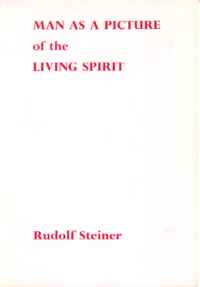 MAN AS A PICTURE
of the
LIVING SPIRIT
Rudolf Steiner